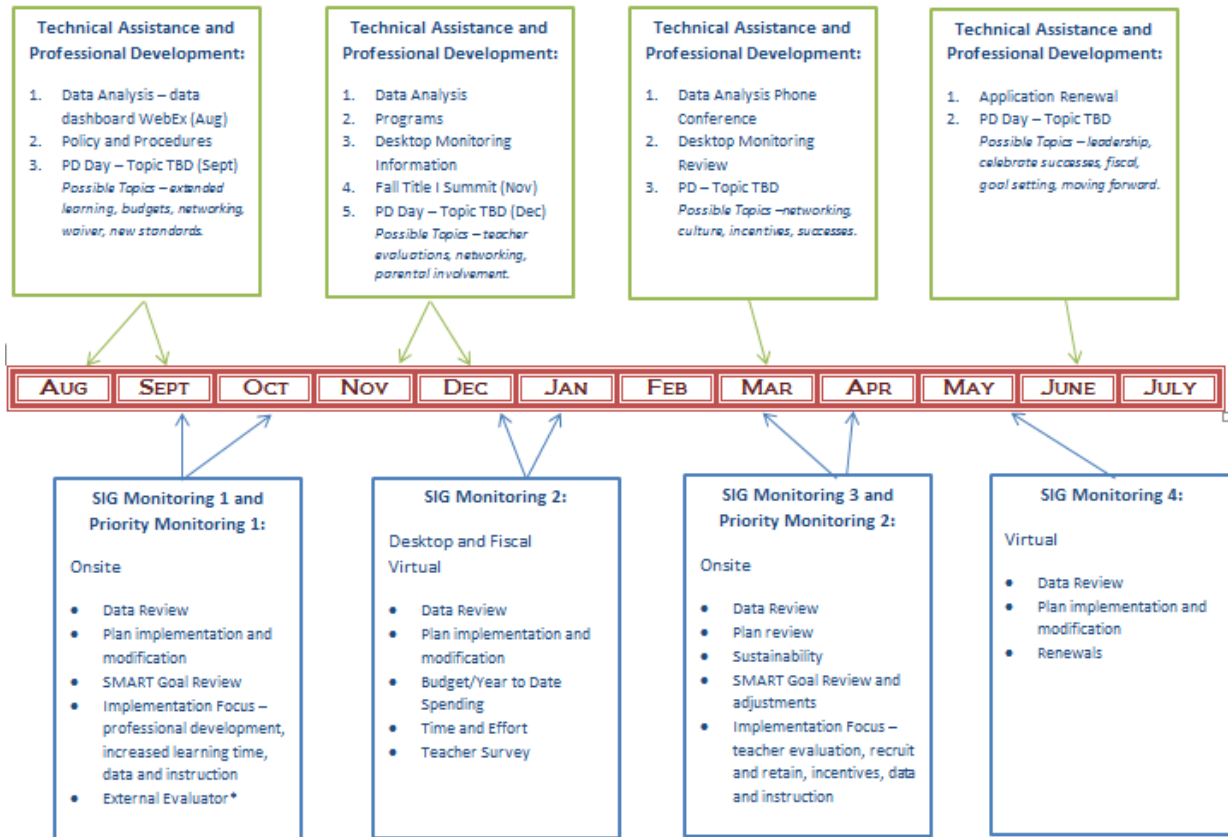 Technical Assistance and
Professional Development:
1. Data Analysis – data
dashboard WebEx (Aug)
2. Policy and Procedures
3. PD Day – Topic TBD (Sept)
Possible Topics – extended
learning, budgets, networking,
waiver, new standards.
Technical Assistance and
Professional Development:
1. Data Analysis
2. Programs
3. Desktop Monitoring
Information
4. Fall Title I Summit (Nov)
5. PD Day – Topic TBD (Dec)
Possible Topics – teacher
evaluations, networking,
parental involvement.
Technical Assistance and
Professional Development:
1. Data Analysis Phone
Conference
2. Desktop Monitoring
Review
3. PD – Topic TBD
Possible Topics –networking,
culture, incentives, successes.
Technical Assistance and
Professional Development:
1. Application Renewal
2. PD Day – Topic TBD
Possible Topics – leadership,
celebrate successes, fiscal,
goal setting, moving forward.
AUG SEPT OCT NOV DEC JAN FEB MAR APR MAY JUNE JULY
SIG Monitoring 1 and
Priority Monitoring 1:
Onsite
• Data Review
• Plan implementation and
modification
• SMART Goal Review
• Implementation Focus –
professional development,
increased learning time,
data and instruction
• External Evaluator*
SIG Monitoring 2:
Desktop and Fiscal
Virtual
• Data Review
• Plan implementation and
modification
• Budget/Year to Date
Spending
• Time and Effort
• Teacher Survey
SIG Monitoring 3 and
Priority Monitoring 2:
Onsite
• Data Review
• Plan review
• Sustainability
• SMART Goal Review and
adjustments
• Implementation Focus –
teacher evaluation, recruit
and retain, incentives, data
and instruction
SIG Monitoring 4:
Virtual
• Data Review
• Plan implementation and
modification
• Renewals